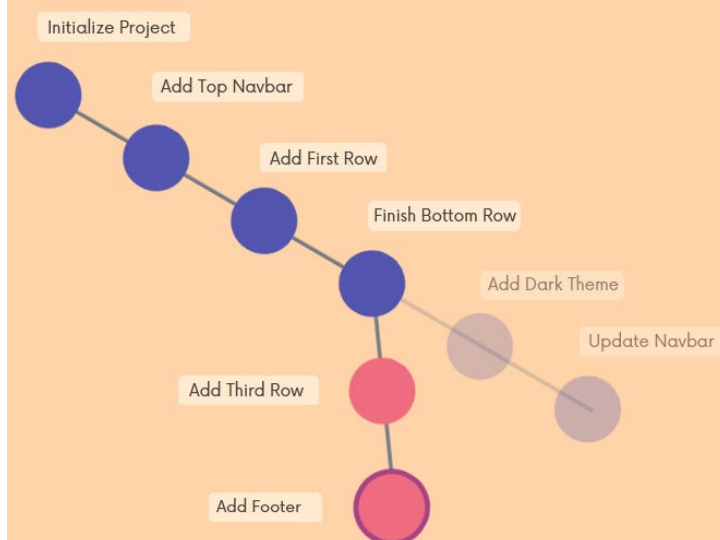 Initialize Project
Add Top Navbar
Add First Row
Finish Bottom Row
Add Dark Theme
Update Navbar
Add Third Row
Add Footer